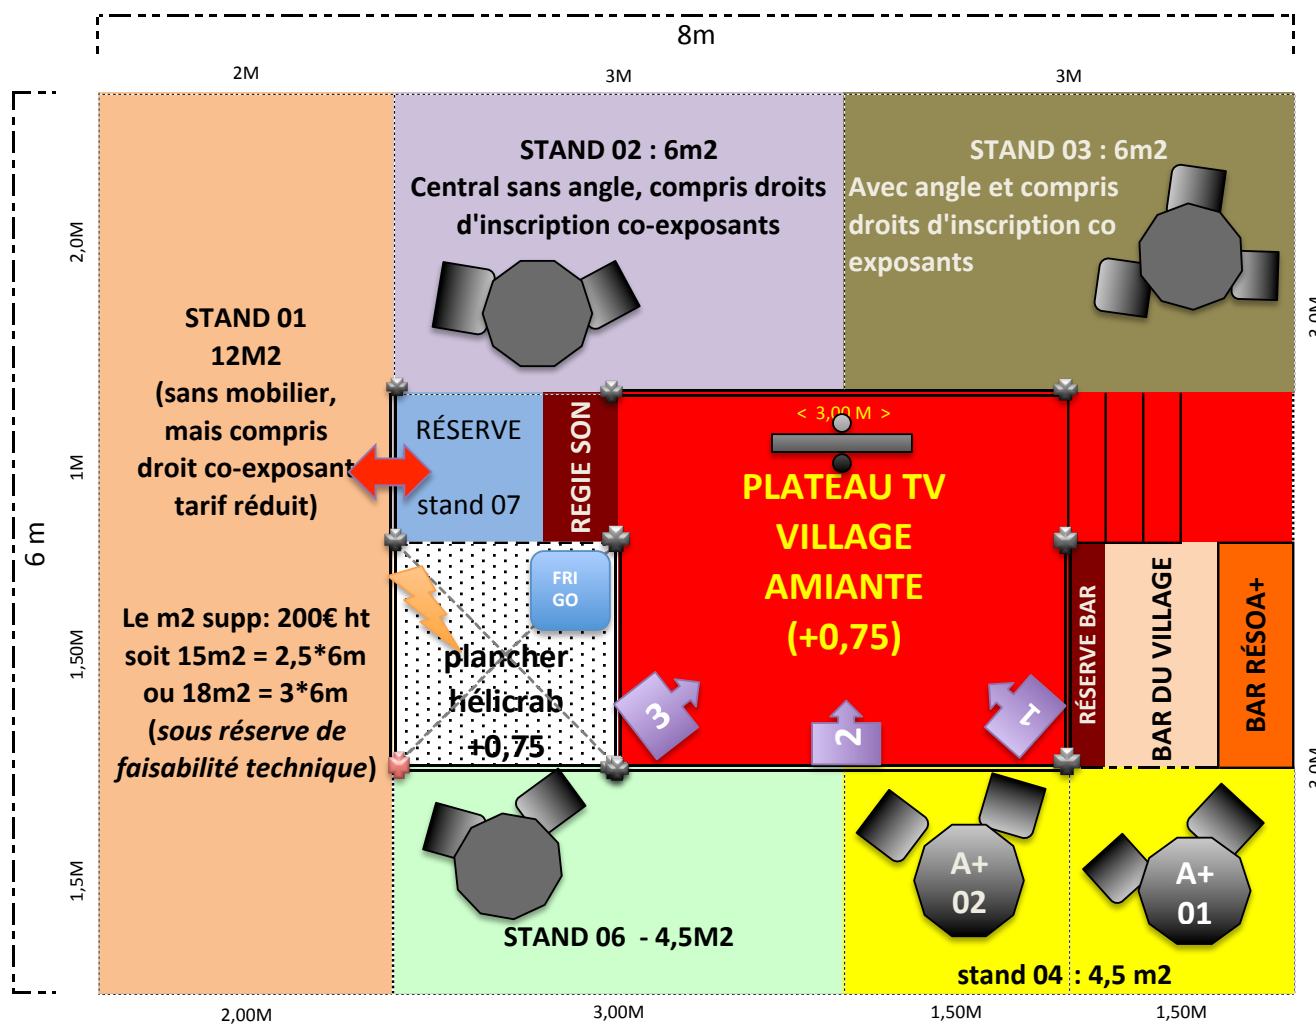 8m
2M
3M
3M
6 m
2,0M
1M
1,50M
1,5M
STAND 02 : 6m2
Central sans angle, compris droits
d'inscription co-exposants
STAND 03 : 6m2
Avec angle et compris
droits d'inscription co
exposants
3,0M
STAND 01
12M2
(sans mobilier,
mais compris
droit co-exposant
tarif réduit)
Le m2 supp: 200€ ht
soit 15m2 = 2,5*6m
ou 18m2 = 3*6m
(sous réserve de
faisabilité technique)
RÉSERVE
stand 07
REGIE SON
< 3,00 M >
PLATEAU TV
VILLAGE
AMIANTE
(+0,75)
FRI
GO
plancher
hélicrab
+0,75
3
2
1
RÉSERVE BAR
BAR DU VILLAGE
BAR RÉSOA+
3,0M
STAND 06 - 4,5M2
A+
02
A+
01
stand 04 : 4,5 m2
2,00M
3,00M
1,50M
1,50M